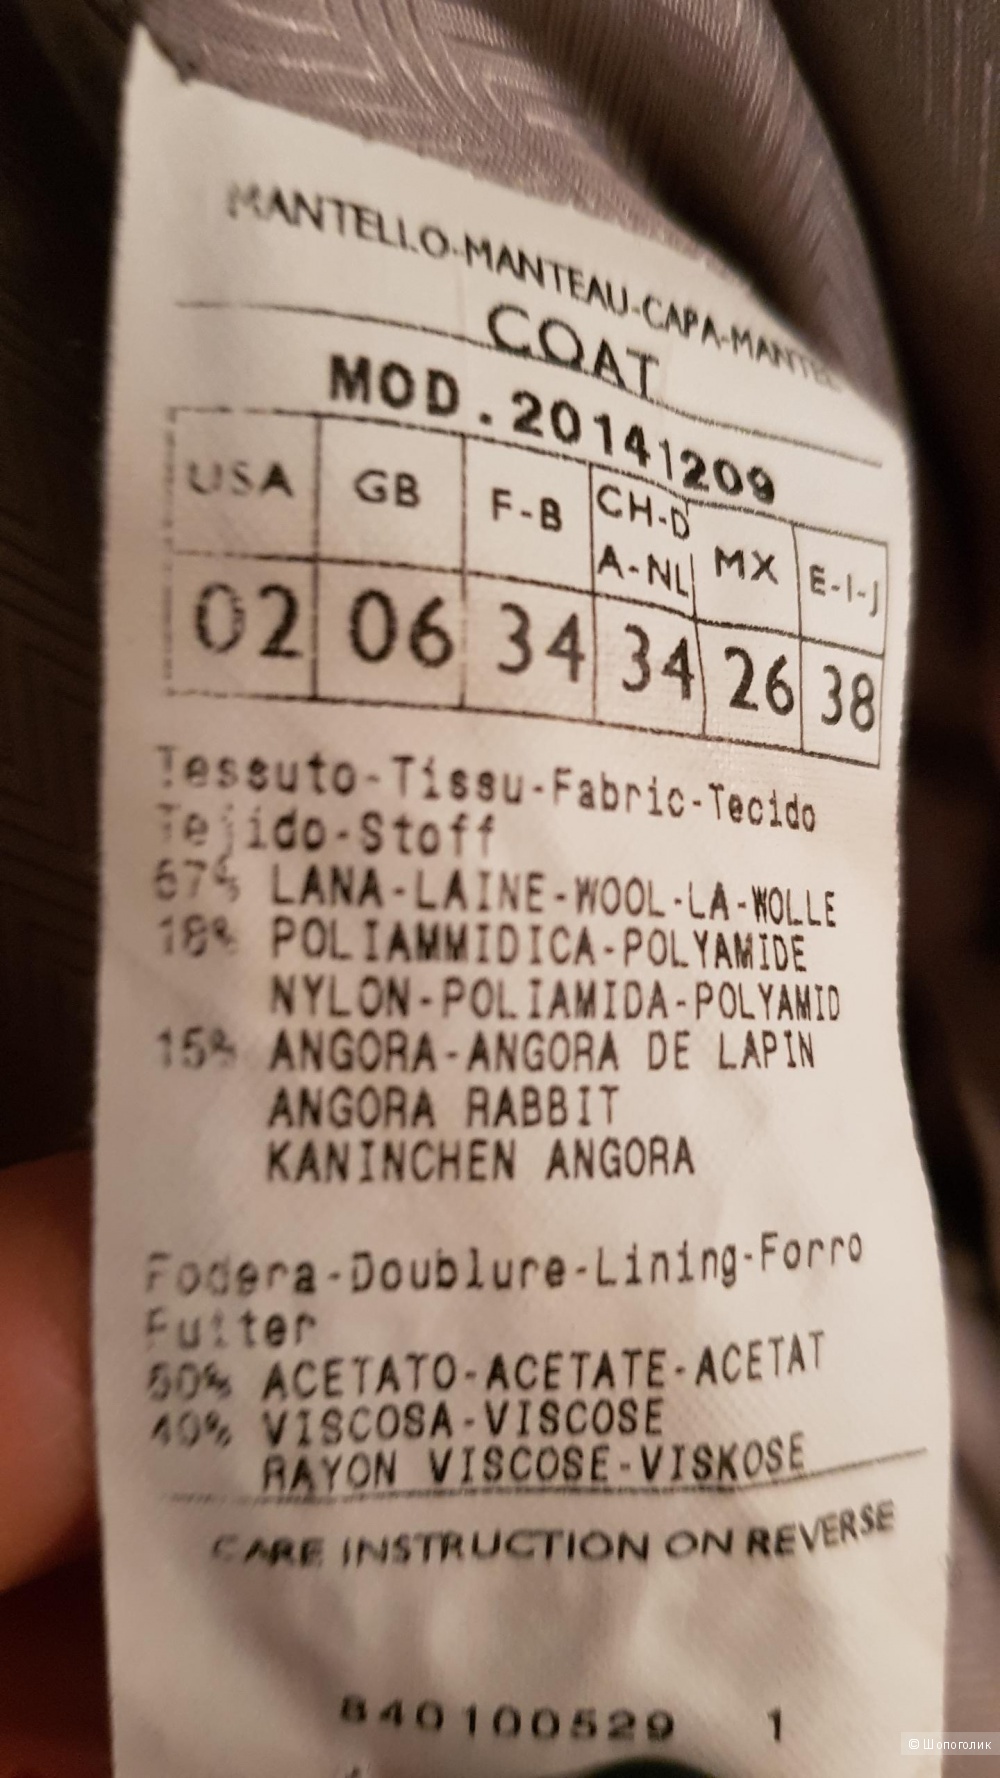 MANTELLO-MANTEAU-CAPA-MANTEL
COAT
MOD.20141209
USA GB F-B CH-D A-NL MX E-I-J
02 06 34 34 26 38
Tessuto-Tissu-Fabric-Tecido
Tejido-Stoff
67% LANA-LAINE-WOOL-LA-WOLLE
18% POLIAMMIDICA-POLYAMIDE
NYLON-POLIAMIDA-POLYAMID
15% ANGORA-ANGORA DE LAPIN
ANGORA RABBIT
KANINCHEN ANGORA
Fodera-Doublure-Lining-Forro
Futter
60% ACETATO-ACETATE-ACETAT
40% VISCOSA-VISCOSE
RAYON VISCOSE-VISKOSE
CARE INSTRUCTION ON REVERSE
840100529 1
© Шопоголик